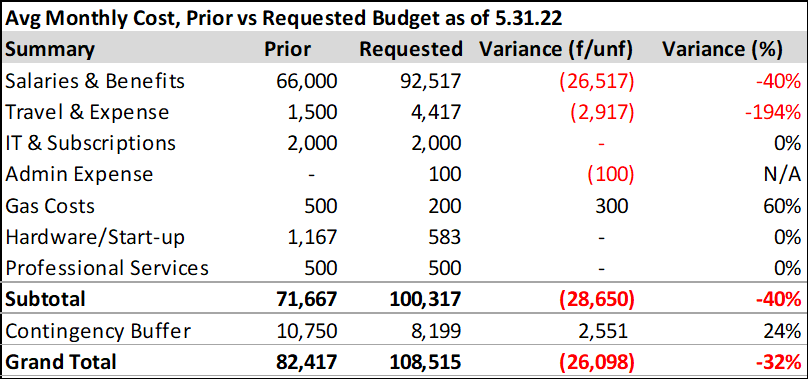 Avg Monthly Cost, Prior vs Requested Budget as of 5.31.22
Summary Prior Requested Variance (f/unf) Variance (%)
Salaries & Benefits 66,000 92,517 (26,517) -40%
Travel & Expense 1,500 4,417 (2,917) -194%
IT & Subscriptions 2,000 2,000 - 0%
Admin Expense - 100 (100) N/A
Gas Costs 500 200 300 60%
Hardware/Start-up 1,167 583 - 0%
Professional Services 500 500 - 0%
Subtotal 71,667 100,317 (28,650) -40%
Contingency Buffer 10,750 8,199 2,551 24%
Grand Total 82,417 108,515 (26,098) -32%